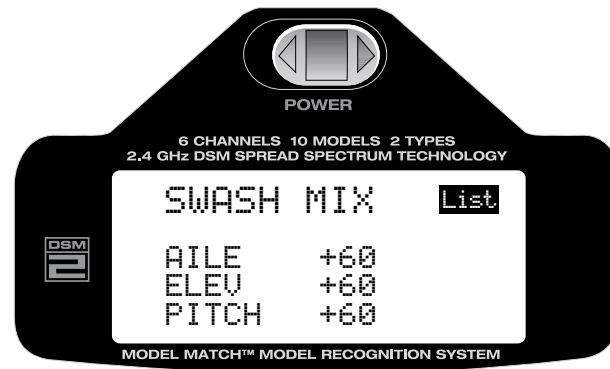 POWER
6 CHANNELS 10 MODELS 2 TYPES
2.4 GHz DSM SPREAD SPECTRUM TECHNOLOGY
SWASH MIX List
DSM
2
AILE +60
ELEV +60
PITCH +60
MODEL MATCH™ MODEL RECOGNITION SYSTEM